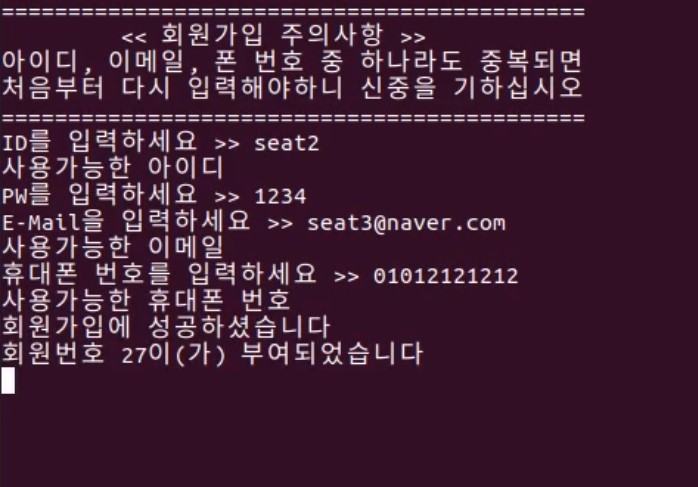 ============================================
<< 회원가입 주의사항 >>
아이디, 이메일, 폰 번호 중 하나라도 중복되면
처음부터 다시 입력해야하니 신중을 기하십시오
============================================
ID를 입력하세요 >> seat2
사용가능한 아이디
PW를 입력하세요 >> 1234
E-Mail을 입력하세요 >> seat3@naver.com
사용가능한 이메일
휴대폰 번호를 입력하세요 >> 01012121212
사용가능한 휴대폰 번호
회원가입에 성공하셨습니다
회원번호 27이(가) 부여되었습니다